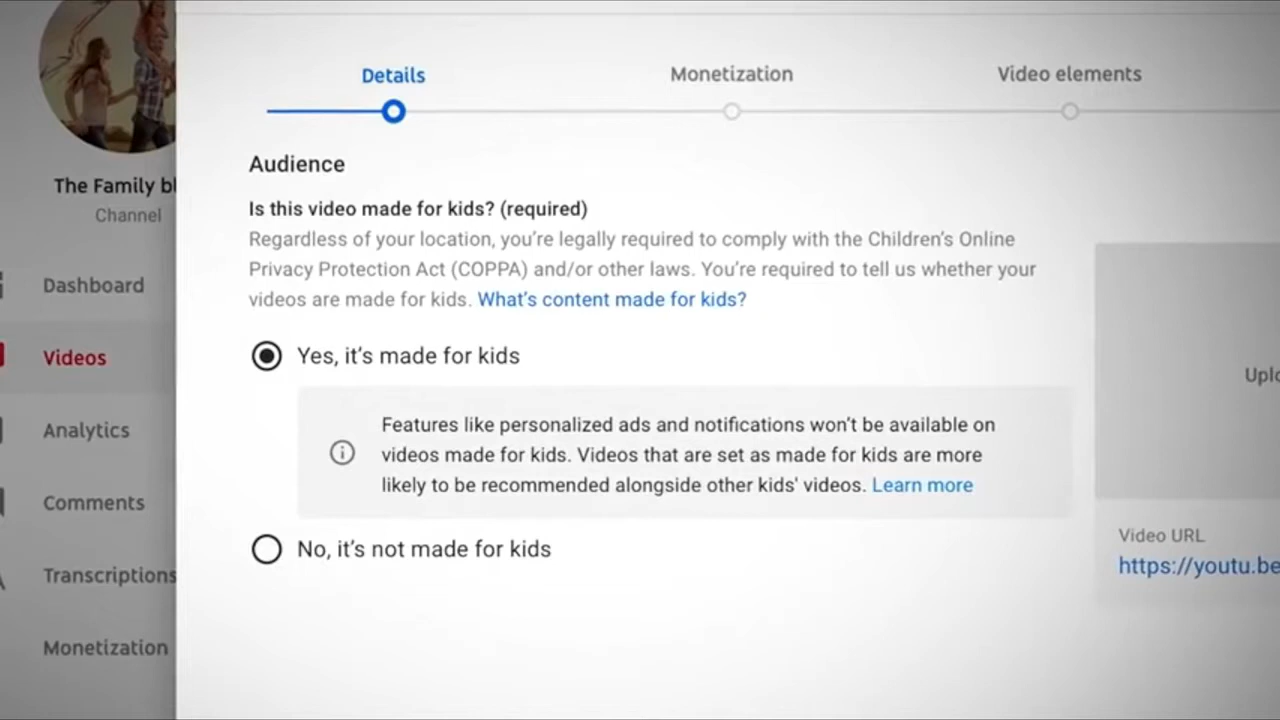 Details
Monetization
Video elements
Audience
The Family bl
Channel
Is this video made for kids? (required)
Regardless of your location, you're legally required to comply with the Children's Online
Privacy Protection Act (COPPA) and/or other laws. You're required to tell us whether your
videos are made for kids. What's content made for kids?
Dashboard
Videos
Analytics
Comments
Transcriptions
Monetization
Yes, it's made for kids
Features like personalized ads and notifications won't be available on
videos made for kids. Videos that are set as made for kids are more
likely to be recommended alongside other kids' videos. Learn more
No, it's not made for kids
Uplo
Video URL
https://youtu.be